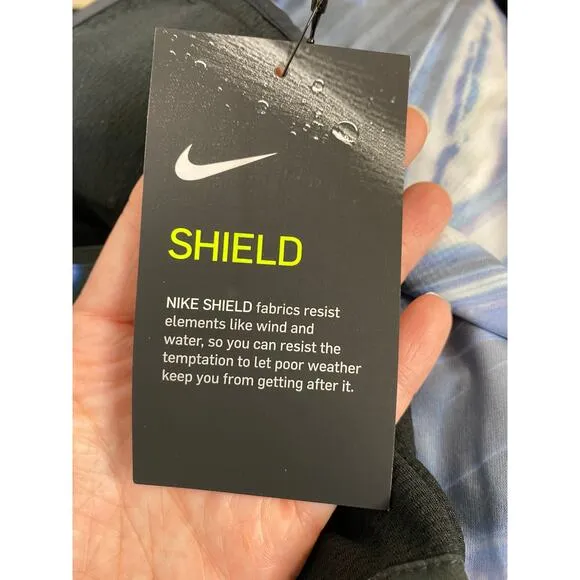 SHIELD
NIKE SHIELD fabrics resist
elements like wind and
water, so you can resist the
temptation to let poor weather
keep you from getting after it.